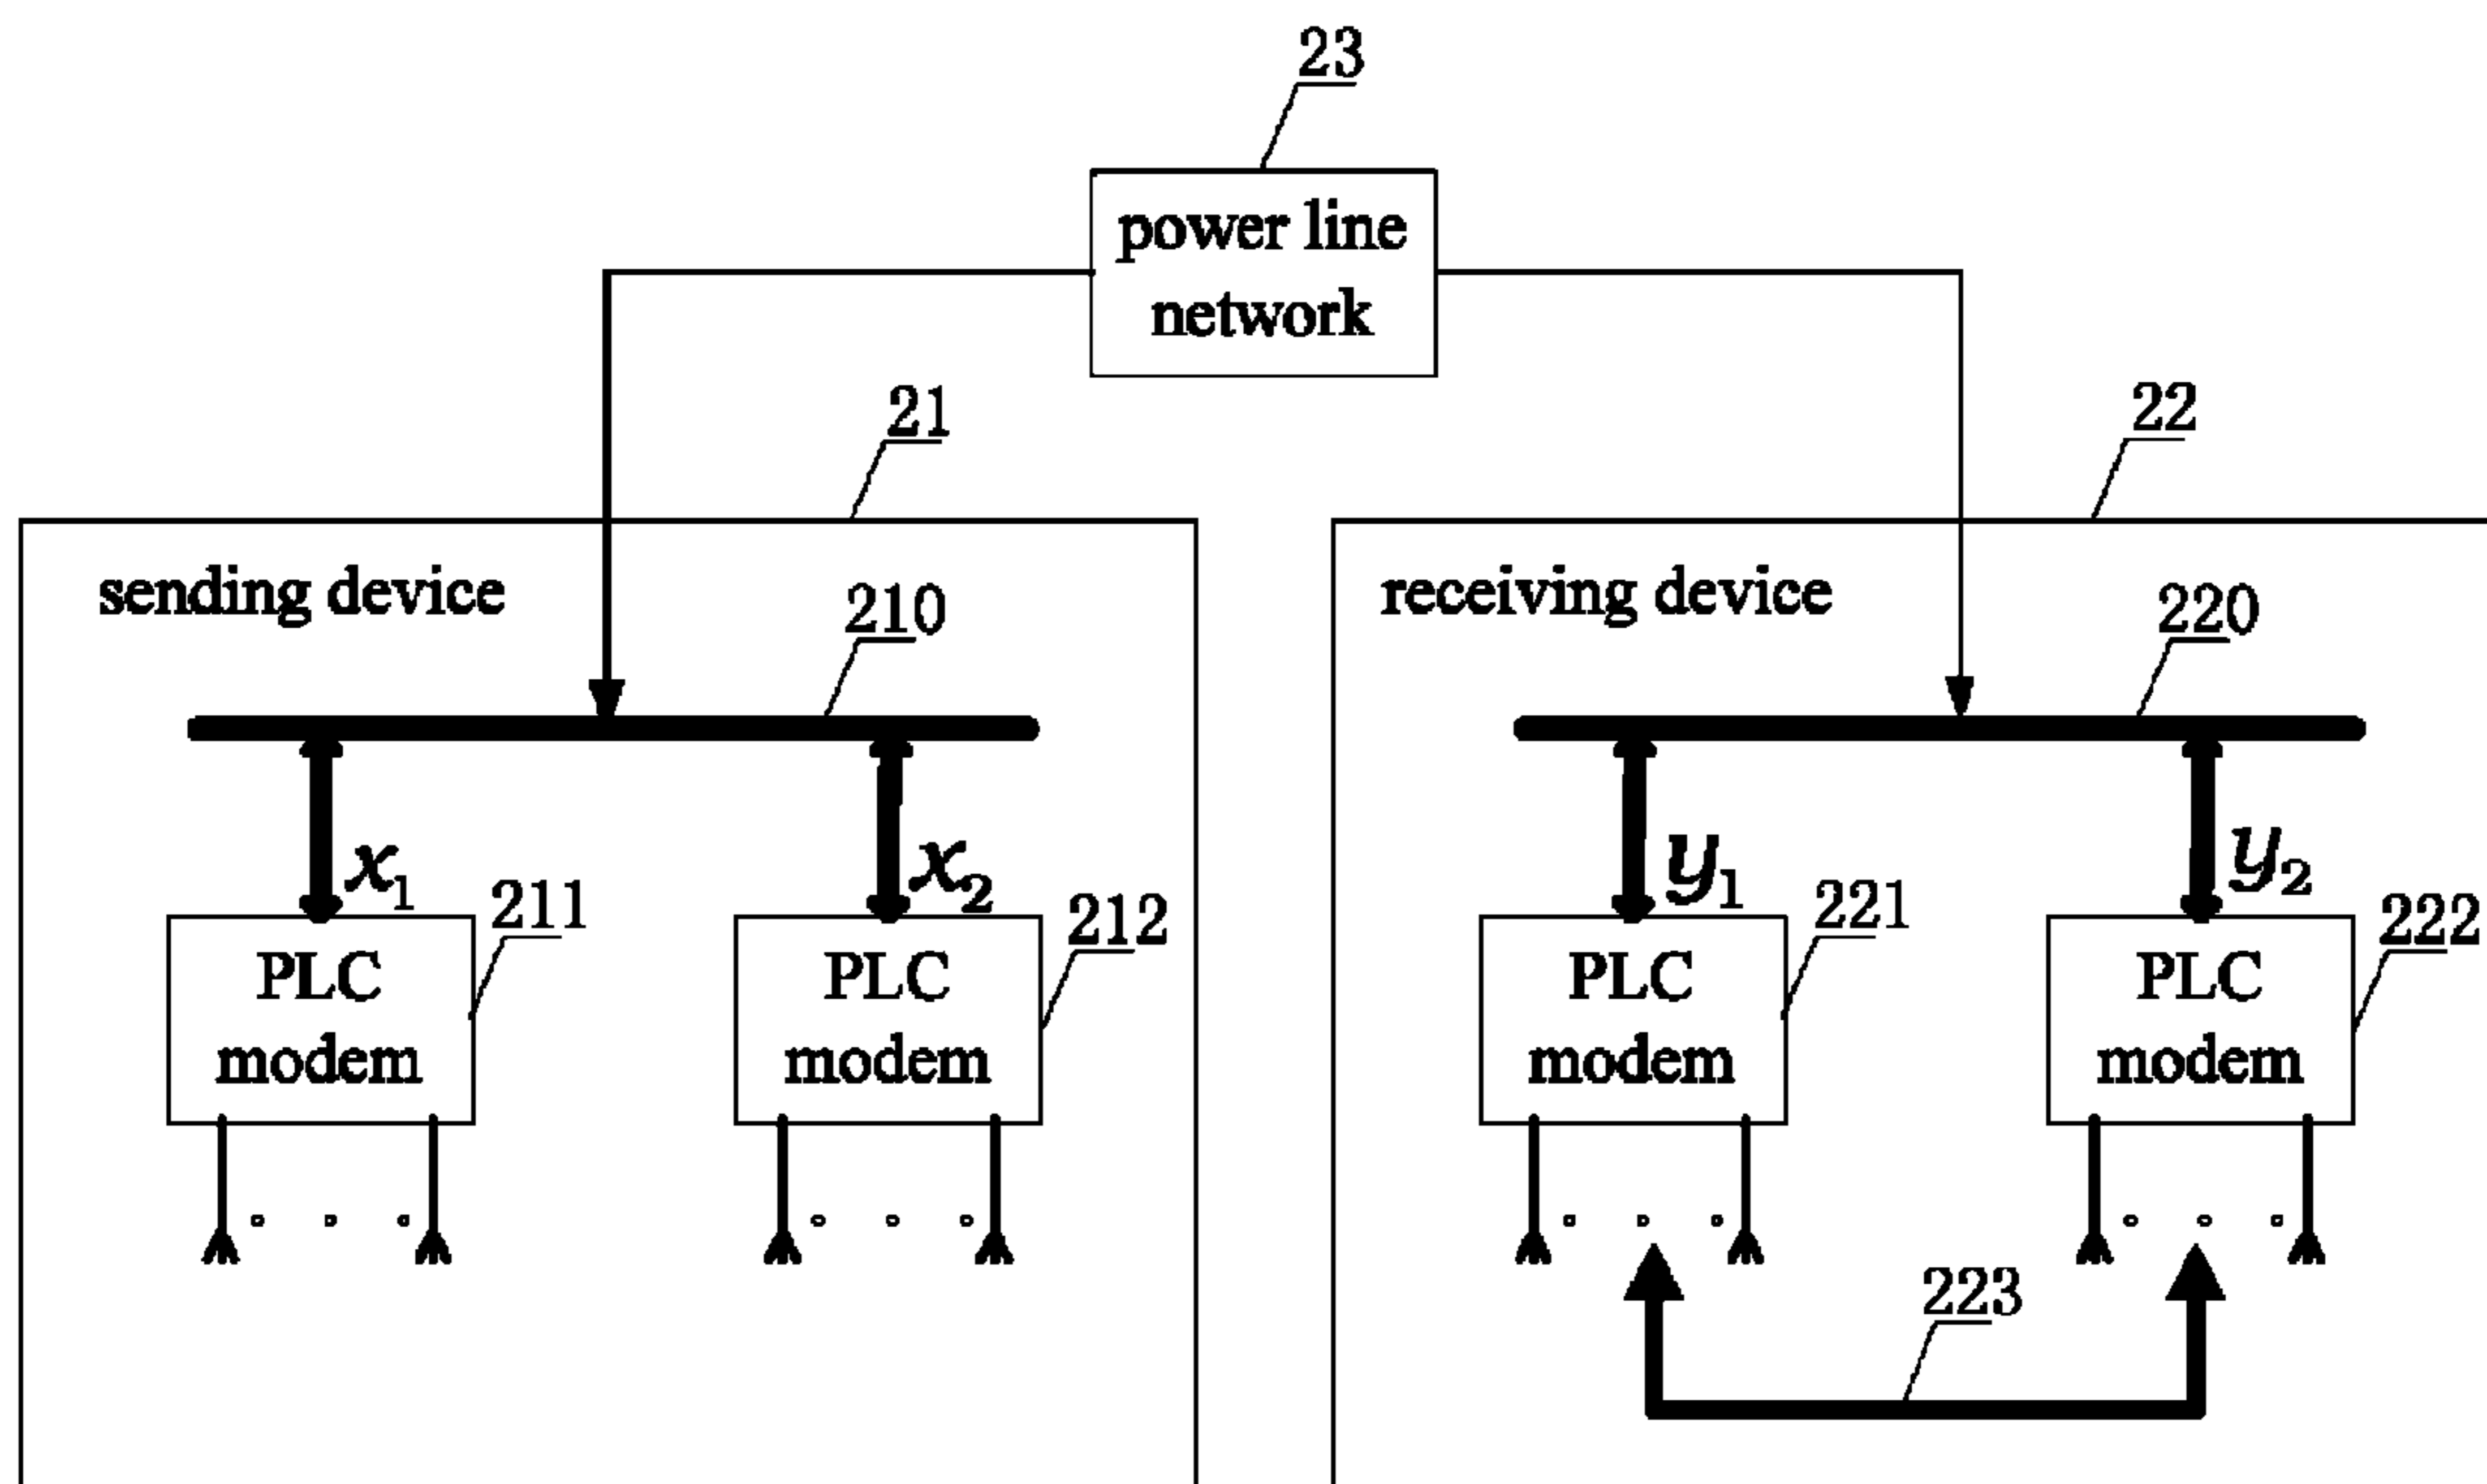 23
power line
network
21
22
sending device
210
receiving device
220
x₁
211
x₂
212
y₁
221
y₂
222
PLC
modem
PLC
modem
PLC
modem
PLC
modem
223